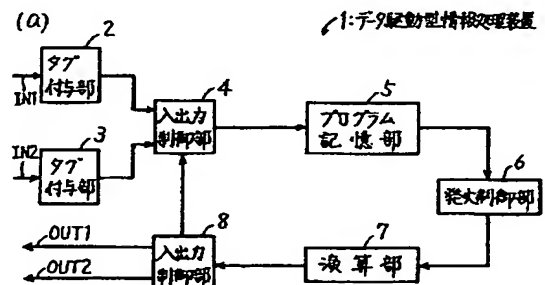 (a)
1:データ駆動型情報処理装置
2
タグ
付与部
IN1
3
タグ
付与部
IN2
4
入出力
制御部
5
プログラム
記憶部
6
発火制御部
7
演算部
8
入出力
制御部
OUT1
OUT2